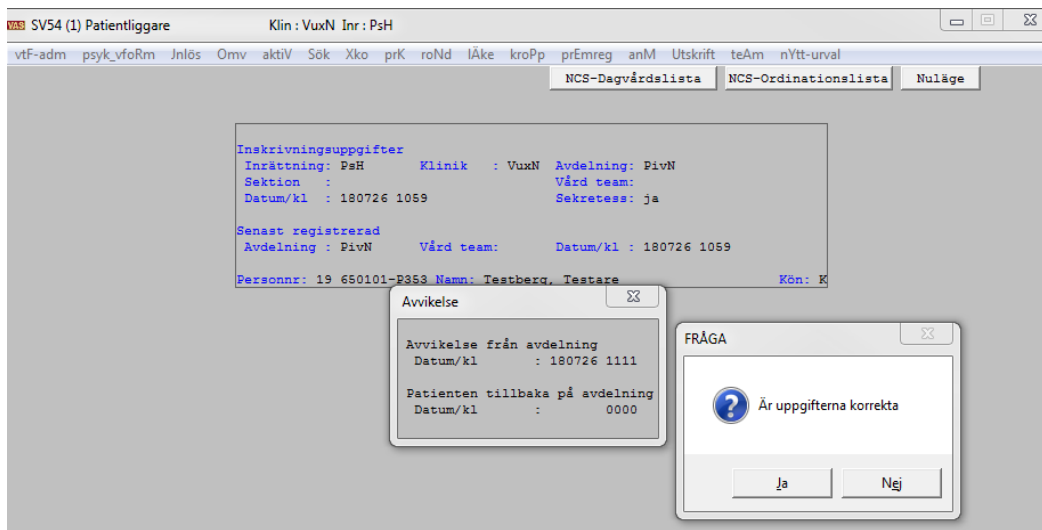 VAS SV54 (1) Patientliggare Klin : VuxN Inr : PsH
vtF-adm psyk_vfoRm Jnlös Omv aktiV Sök Xko prK roNd lÄke kroPp prEmreg anM Utskrift teAm nYtt-urval
NCS-Dagvårdslista NCS-Ordinationslista Nuläge
Inskrivningsuppgifter
Inrättning: PsH Klinik : VuxN Avdelning: PivN
Sektion : Vård team:
Datum/kl : 180726 1059 Sekretess: ja
Senast registrerad
Avdelning : PivN Vård team: Datum/kl : 180726 1059
Personnr: 19 650101-P353 Namn: Testberg, Testare Kön: K
Avvikelse
Avvikelse från avdelning
Datum/kl : 180726 1111
Patienten tillbaka på avdelning
Datum/kl : 0000
FRÅGA
Är uppgifterna korrekta
Ja Nej